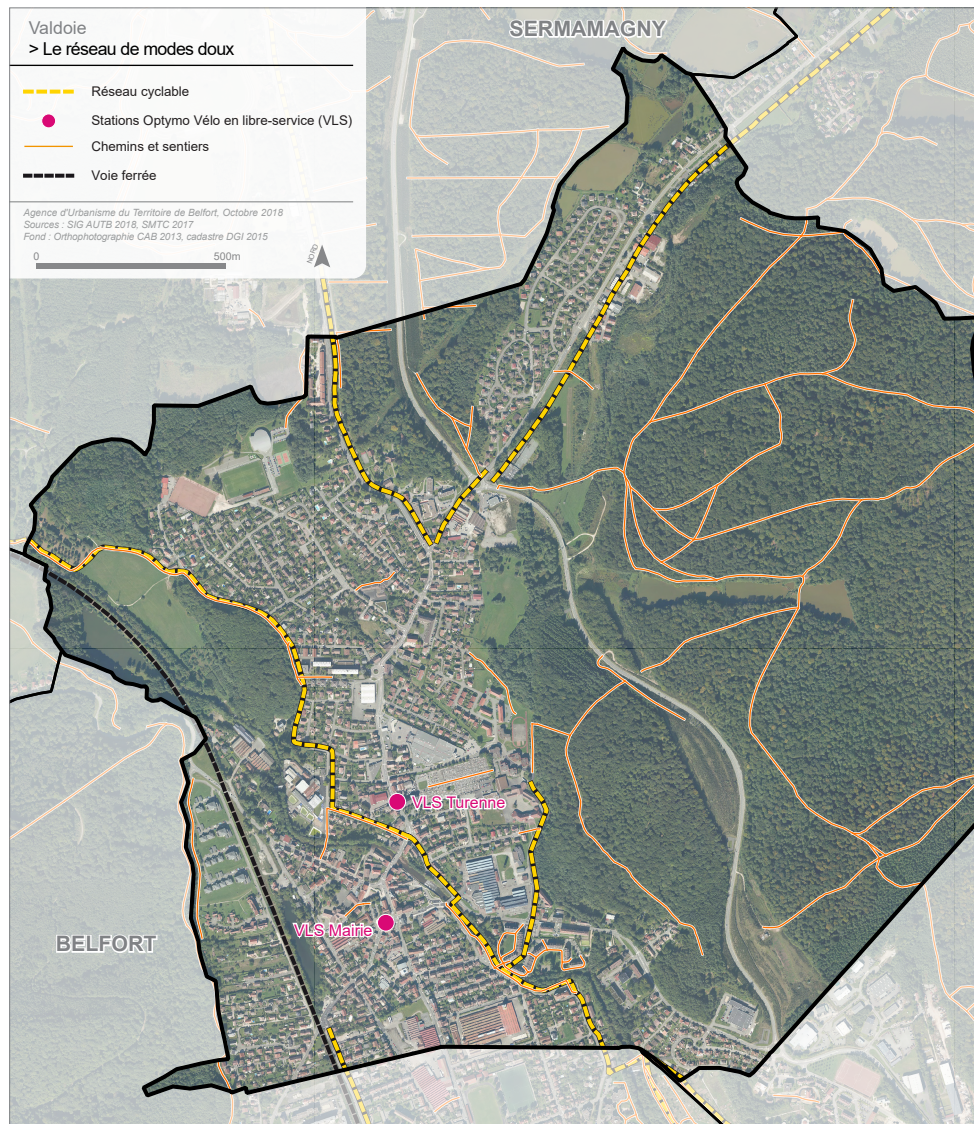 Valdoie
> Le réseau de modes doux
Réseau cyclable
Stations Optymo Vélo en libre-service (VLS)
Chemins et sentiers
Voie ferrée
Agence d'Urbanisme du Territoire de Belfort, Octobre 2018
Sources : SIG AUTB 2018, SMTC 2017
Fond : Orthophotographie CAB 2013, cadastre DGI 2015
0 500m
NORD
SERMAMAGNY
VLS Turenne
VLS Mairie
BELFORT